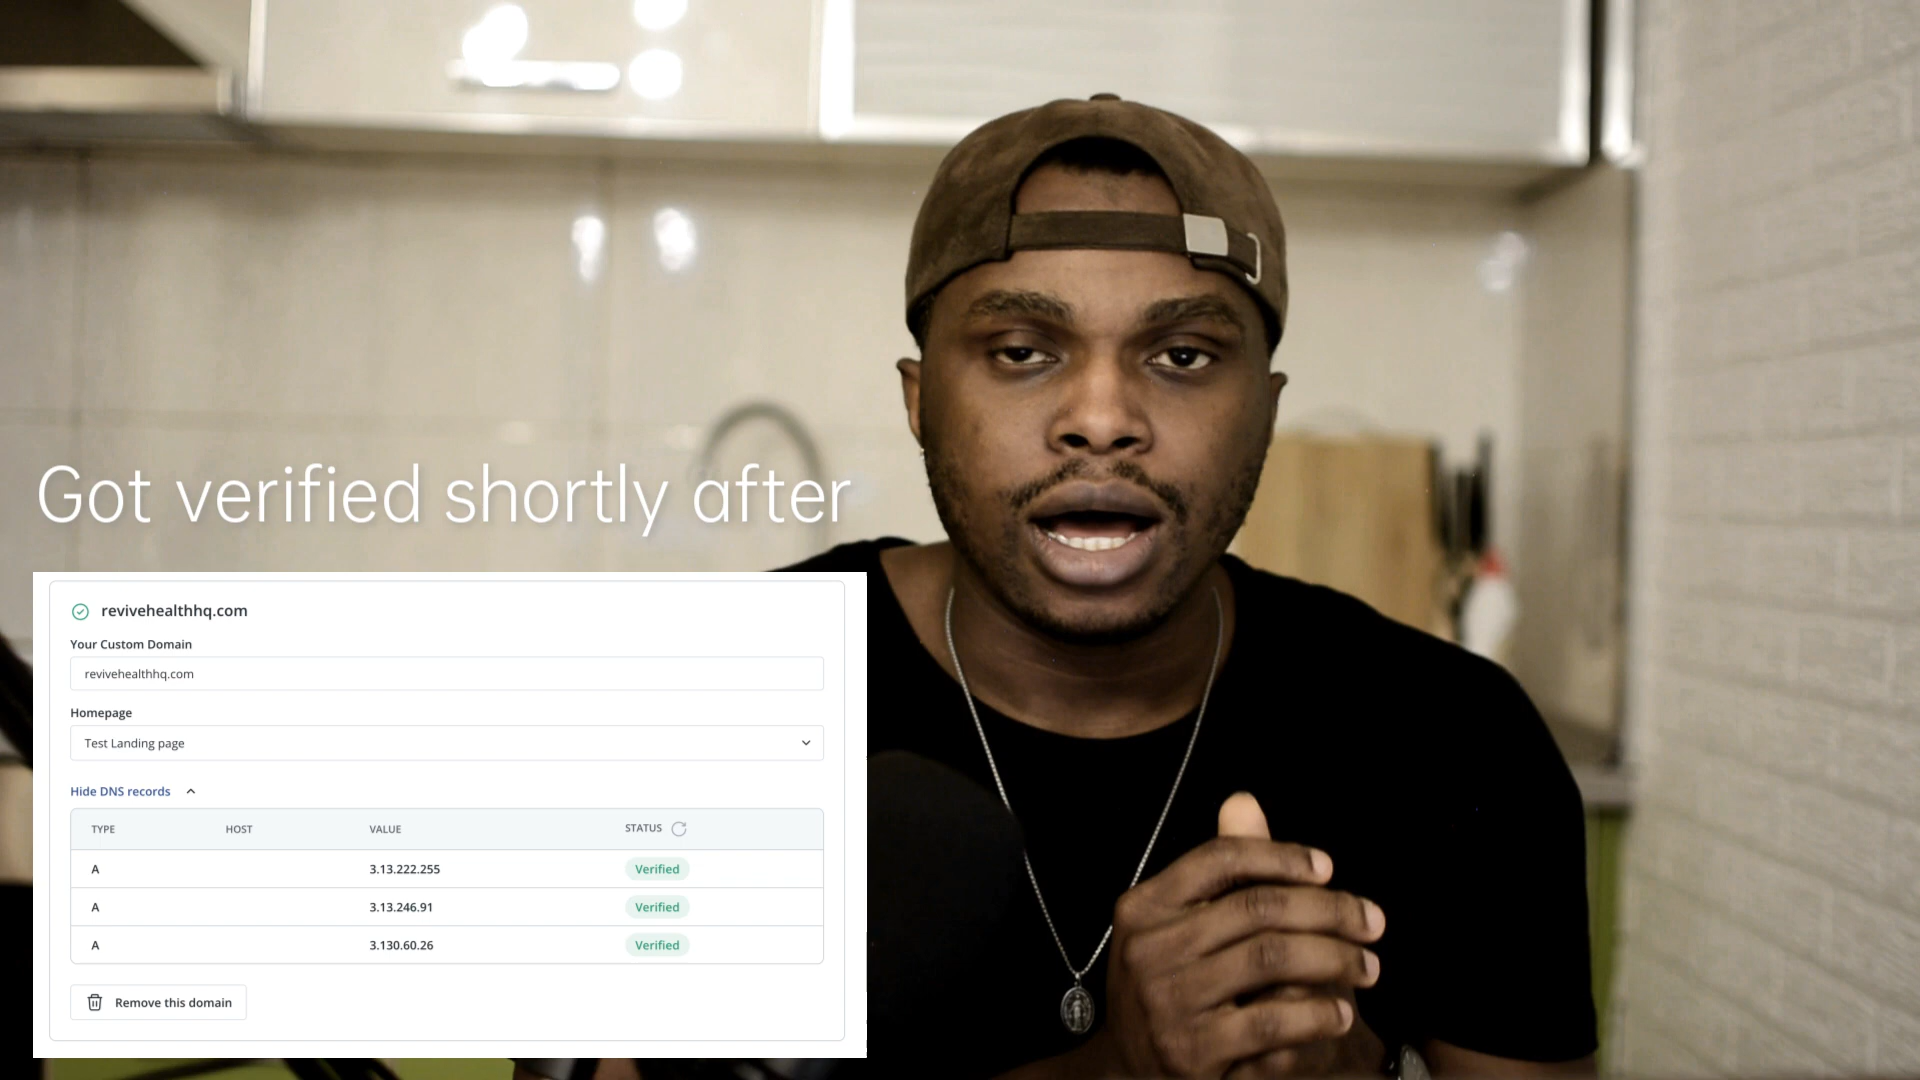 Got verified shortly after
revivehealthhq.com
Your Custom Domain
revivehealthhq.com
Homepage
Test Landing page
Hide DNS records
TYPE HOST VALUE STATUS
A 3.13.222.255 Verified
A 3.13.246.91 Verified
A 3.130.60.26 Verified
Remove this domain